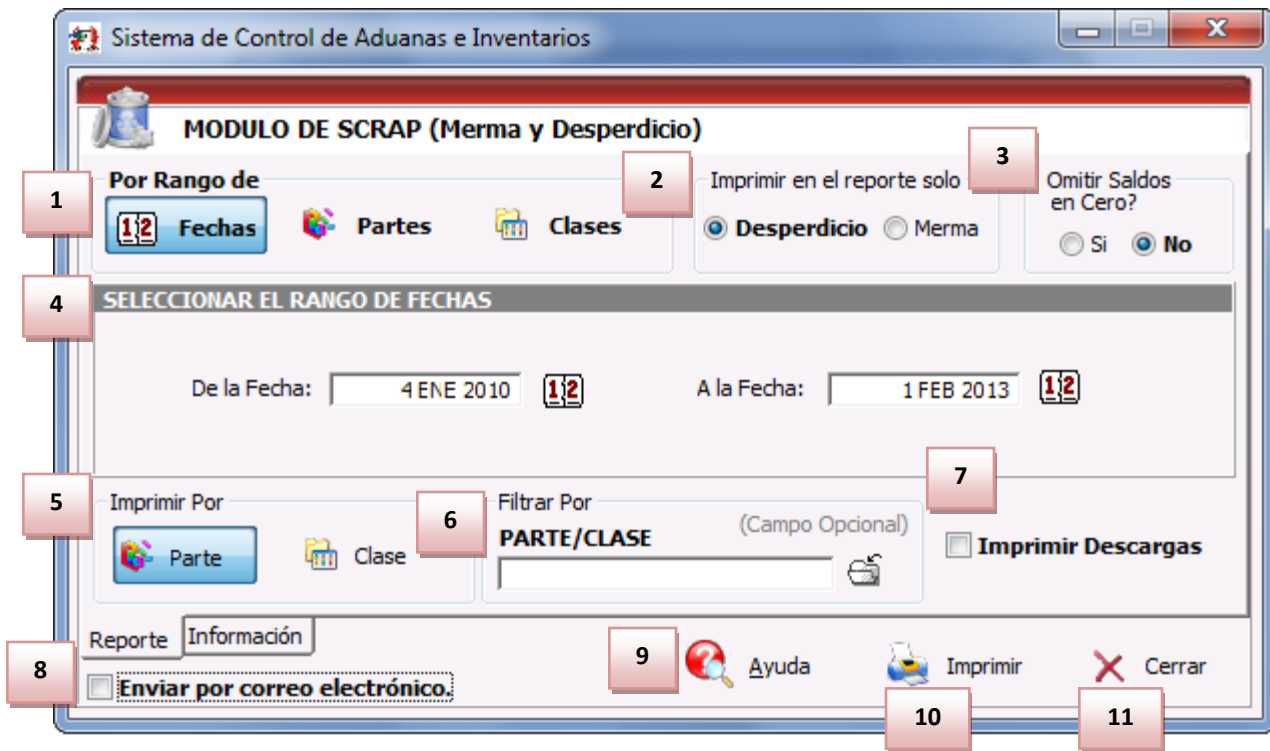 Sistema de Control de Aduanas e Inventarios
MODULO DE SCRAP (Merma y Desperdicio)
1
Por Rango de
12 Fechas
Partes
Clases
2
Imprimir en el reporte solo
Desperdicio
Merma
3
Omitir Saldos
en Cero?
Si
No
4
SELECCIONAR EL RANGO DE FECHAS
De la Fecha:
4 ENE 2010
12
A la Fecha:
1 FEB 2013
12
5
Imprimir Por
Parte
Clase
6
Filtrar Por
PARTE/CLASE
(Campo Opcional)
7
Imprimir Descargas
Reporte
Información
8
Enviar por correo electrónico.
9
Ayuda
Imprimir
Cerrar
10
11